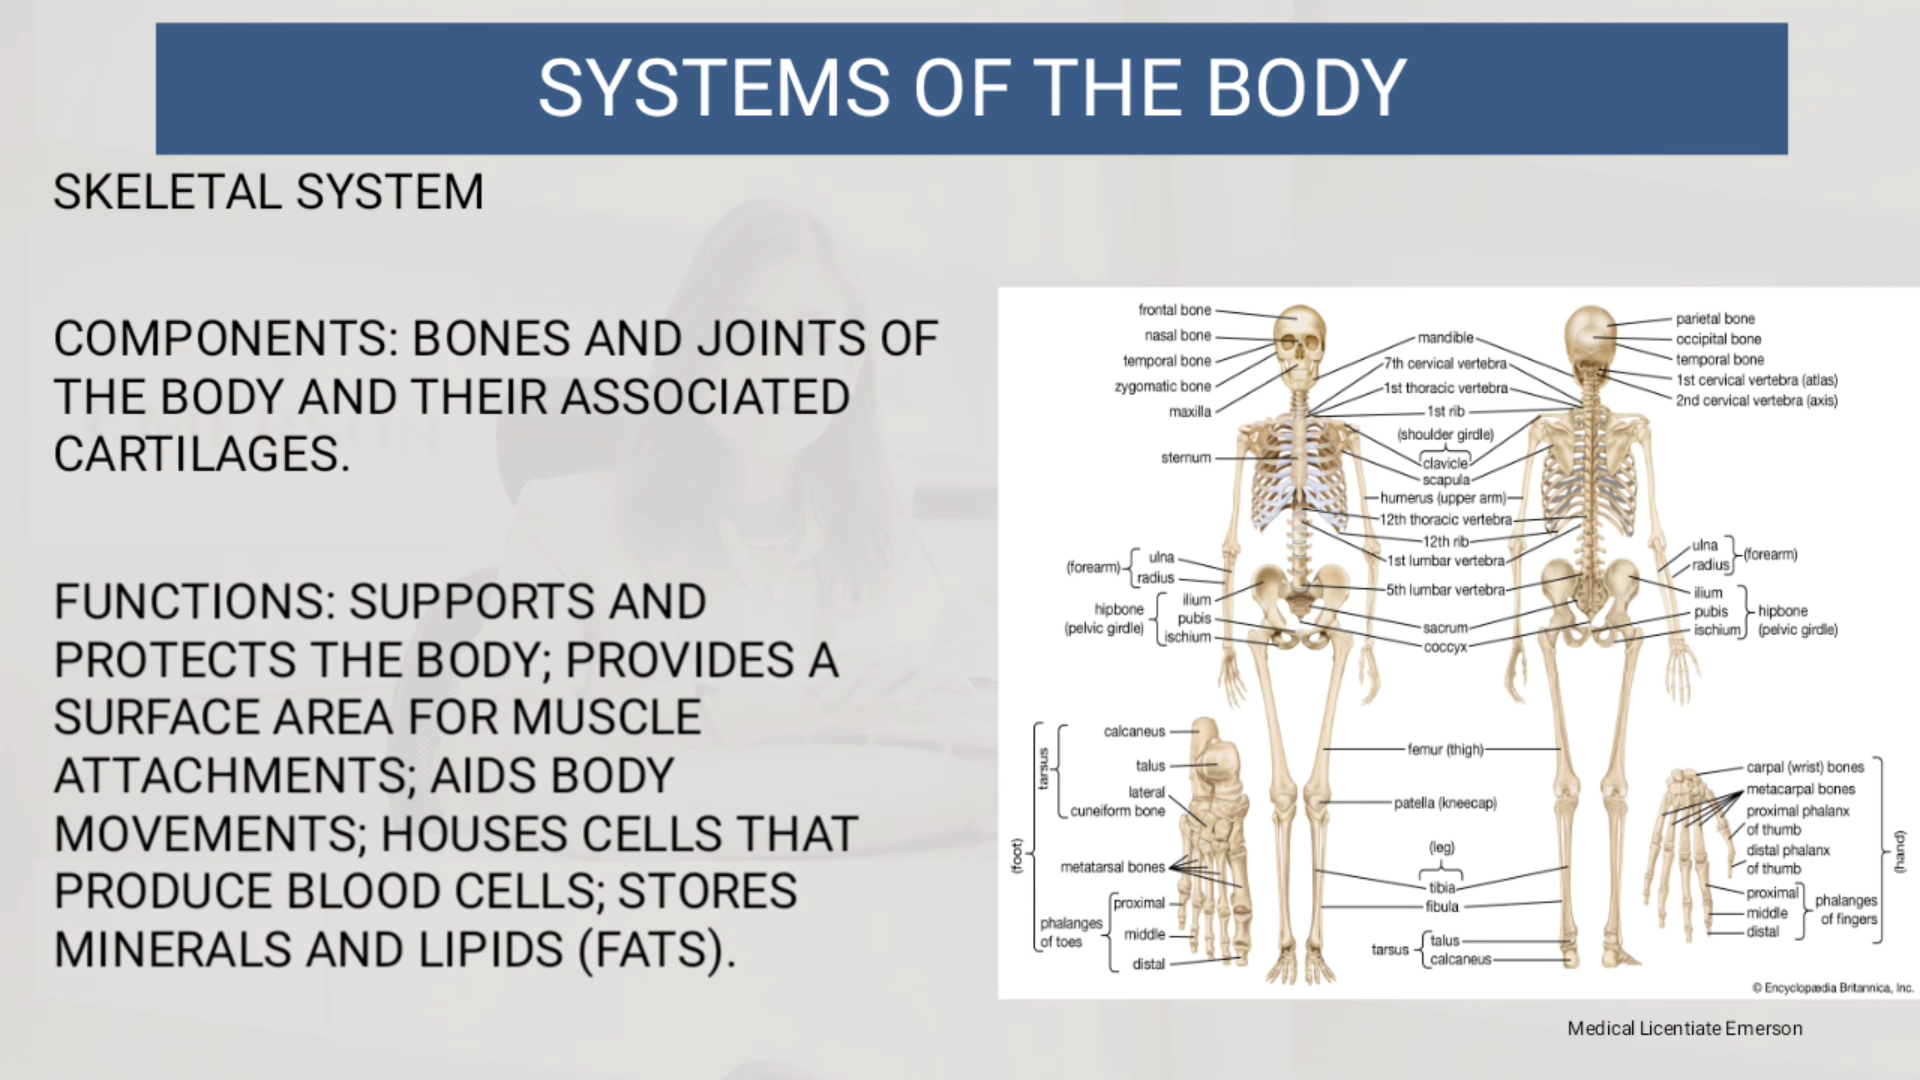 SYSTEMS OF THE BODY
SKELETAL SYSTEM
COMPONENTS: BONES AND JOINTS OF
THE BODY AND THEIR ASSOCIATED
CARTILAGES.
FUNCTIONS: SUPPORTS AND
PROTECTS THE BODY; PROVIDES A
SURFACE AREA FOR MUSCLE
ATTACHMENTS; AIDS BODY
MOVEMENTS; HOUSES CELLS THAT
PRODUCE BLOOD CELLS; STORES
MINERALS AND LIPIDS (FATS).
frontal bone
nasal bone
temporal bone
zygomatic bone
maxilla
sternum
(forearm)
ulna
radius
hipbone
(pelvic girdle)
ilium
pubis
ischium
mandible
7th cervical vertebra
1st thoracic vertebra
1st rib
(shoulder girdle)
clavicle
scapula
humerus (upper arm)
12th thoracic vertebra
12th rib
1st lumbar vertebra
5th lumbar vertebra
sacrum
coccyx
parietal bone
occipital bone
temporal bone
1st cervical vertebra (atlas)
2nd cervical vertebra (axis)
ulna
radius
(forearm)
ilium
pubis
ischium
hipbone
(pelvic girdle)
(foot)
tarsus
calcaneus
talus
lateral
cuneiform bone
metatarsal bones
phalanges
of toes
proximal
middle
distal
femur (thigh)
patella (kneecap)
(leg)
tibia
fibula
tarsus
talus
calcaneus
carpal (wrist) bones
metacarpal bones
proximal phalanx
of thumb
distal phalanx
of thumb
proximal
middle
distal
phalanges
of fingers
(hand)
© Encyclopædia Britannica, Inc.
Medical Licentiate Emerson